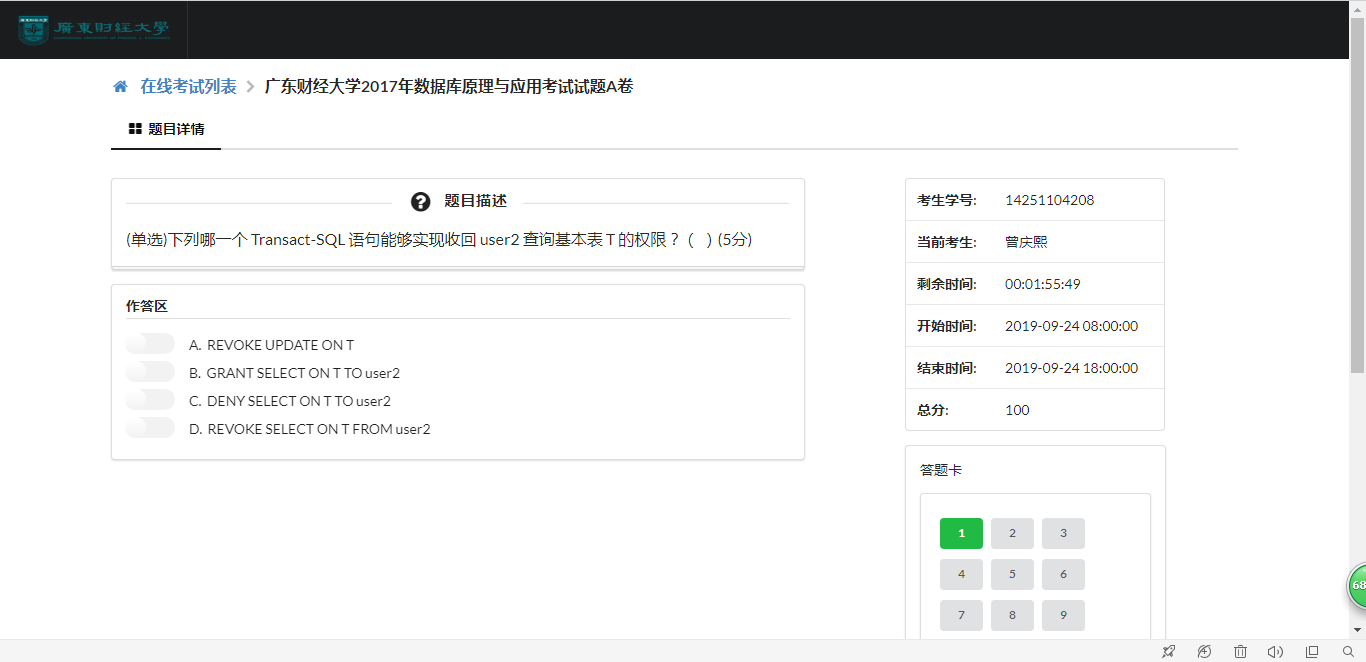 廣東财经大學
在线考试列表 > 广东财经大学2017年数据库原理与应用考试试题A卷
题目详情
题目描述
(单选)下列哪一个 Transact-SQL 语句能够实现收回 user2 查询基本表 T 的权限？（ ）(5分)
作答区
A. REVOKE UPDATE ON T
B. GRANT SELECT ON T TO user2
C. DENY SELECT ON T TO user2
D. REVOKE SELECT ON T FROM user2
考生学号: 14251104208
当前考生: 曾庆熙
剩余时间: 00:01:55:49
开始时间: 2019-09-24 08:00:00
结束时间: 2019-09-24 18:00:00
总分: 100
答题卡
1 2 3
4 5 6
7 8 9
68